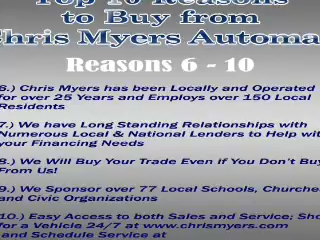 Top 10 Reasons
to Buy from
Chris Myers Automa
Reasons 6 - 10
6.) Chris Myers has been Locally and Operated
for over 25 Years and Employs over 150 Local
Residents
7.) We have Long Standing Relationships with
Numerous Local & National Lenders to Help wit
your Financing Needs
8.) We Will Buy Your Trade Even if You Don't Buy
From Us!
9.) We Sponsor over 77 Local Schools, Churche
and Civic Organizations
10.) Easy Access to both Sales and Service; Sho
for a Vehicle 24/7 at www.chrismyers.com
and Schedule Service at